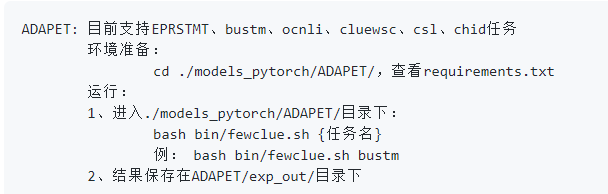 ADAPET: 目前支持EPRSTMT、bustm、ocnli、cluewsc、csl、chid任务
环境准备：
cd ./models_pytorch/ADAPET/，查看requirements.txt
运行：
1、进入./models_pytorch/ADAPET/目录下：
bash bin/fewclue.sh {任务名}
例： bash bin/fewclue.sh bustm
2、结果保存在ADAPET/exp_out/目录下